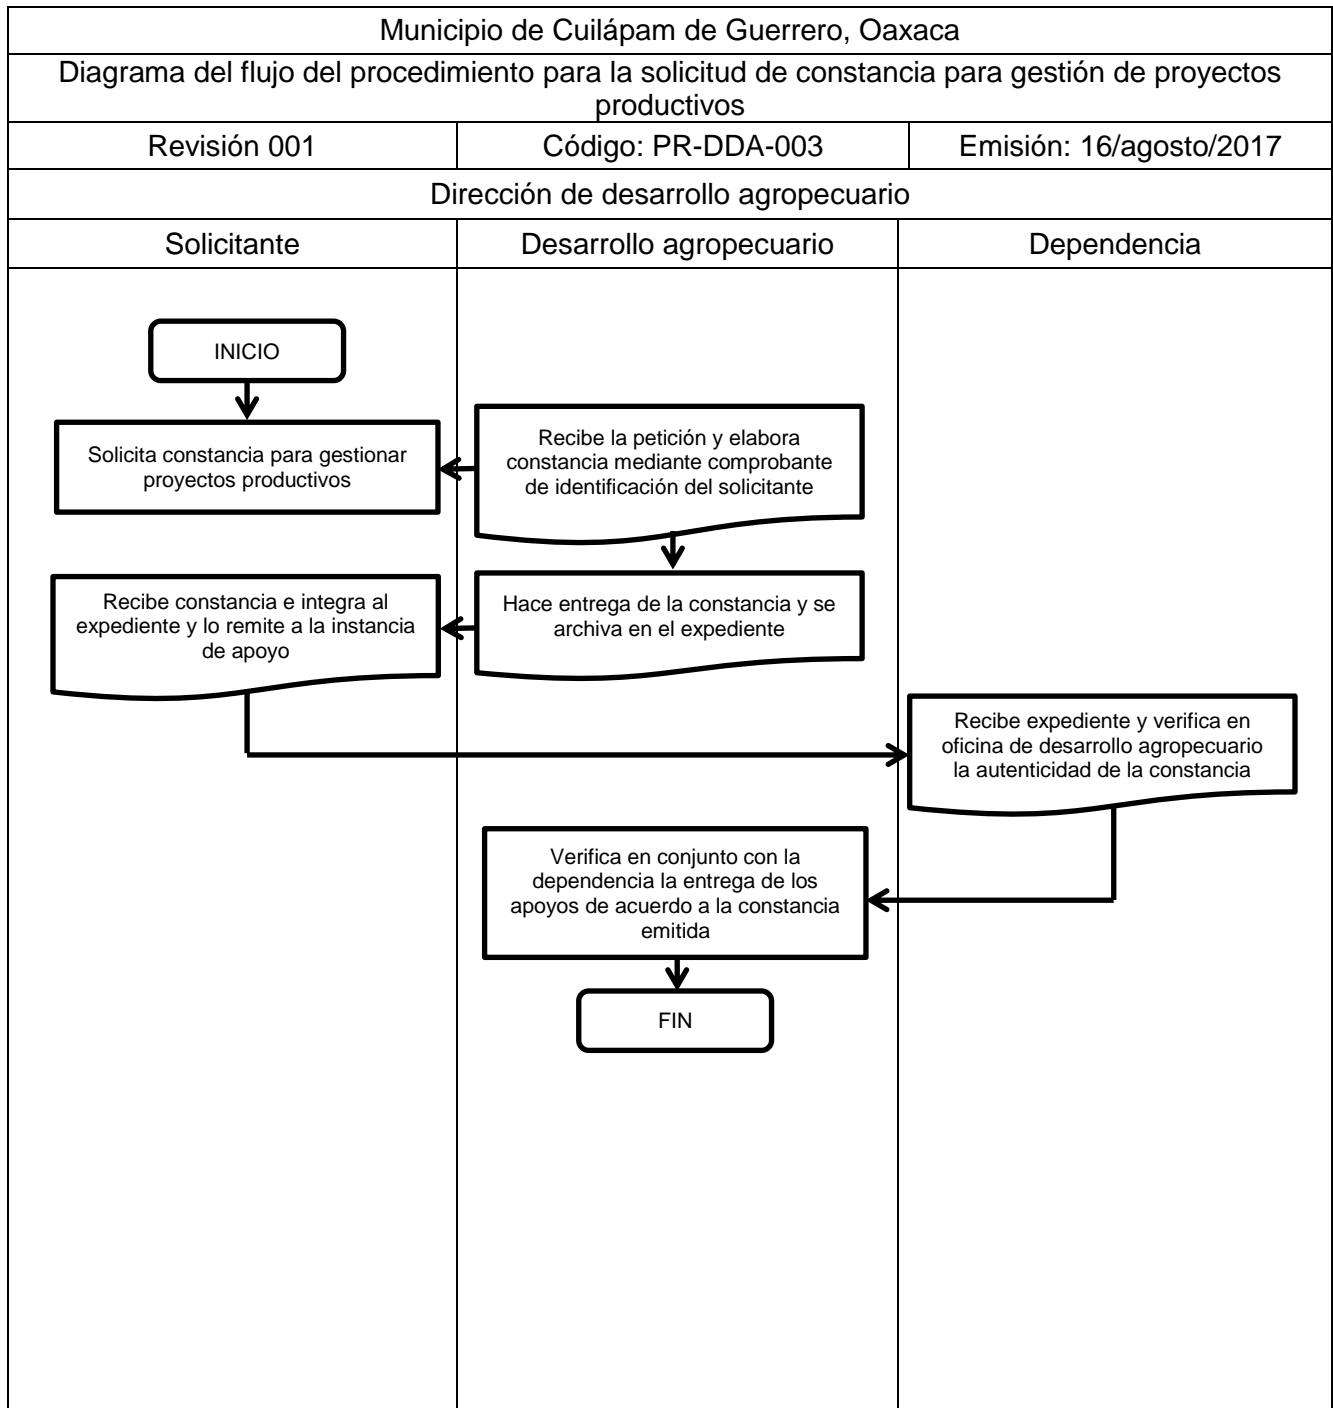 Municipio de Cuilápam de Guerrero, Oaxaca
Diagrama del flujo del procedimiento para la solicitud de constancia para gestión de proyectos
productivos
Revisión 001
Código: PR-DDA-003
Emisión: 16/agosto/2017
Dirección de desarrollo agropecuario
Solicitante
Desarrollo agropecuario
Dependencia
INICIO
Solicita constancia para gestionar
proyectos productivos
Recibe la petición y elabora
constancia mediante comprobante
de identificación del solicitante
Hace entrega de la constancia y se
archiva en el expediente
Recibe constancia e integra al
expediente y lo remite a la instancia
de apoyo
Recibe expediente y verifica en
oficina de desarrollo agropecuario
la autenticidad de la constancia
Verifica en conjunto con la
dependencia la entrega de los
apoyos de acuerdo a la constancia
emitida
FIN